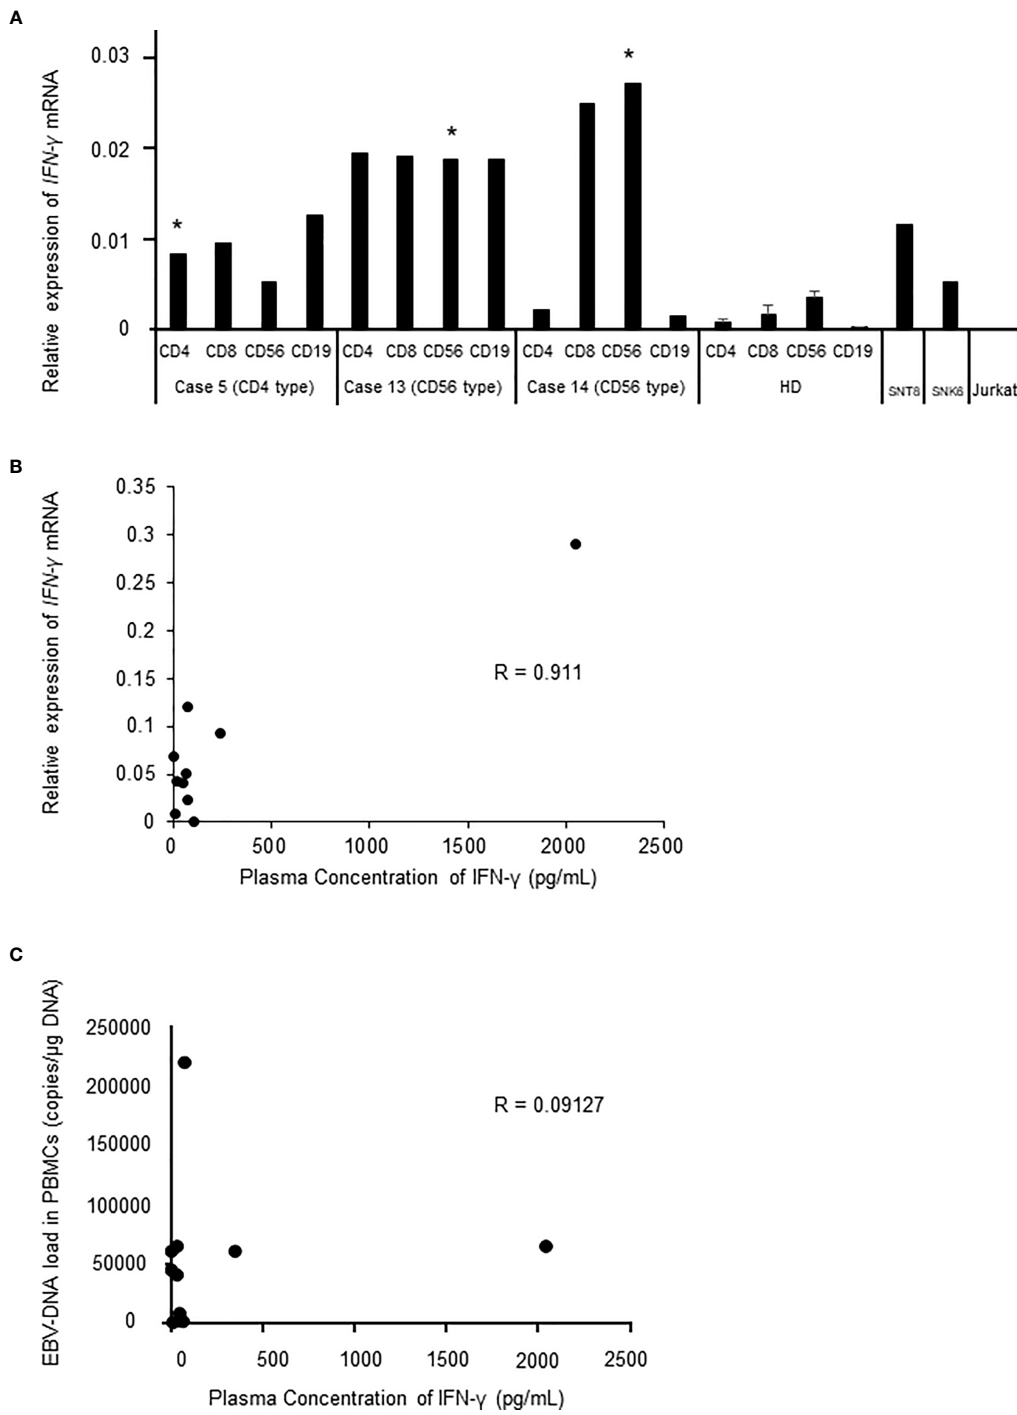 A
Relative expression of IFN-γ mRNA
0.03
0.02
0.01
0
*
*
*
CD4 CD8 CD56 CD19 CD4 CD8 CD56 CD19 CD4 CD8 CD56 CD19 CD4 CD8 CD56 CD19
Case 5 (CD4 type) Case 13 (CD56 type) Case 14 (CD56 type) HD SNT8 SNK6 Jurkat
B
Relative expression of IFN-γ mRNA
0.35
0.3
0.25
0.2
0.15
0.1
0.05
0
R = 0.911
0 500 1000 1500 2000 2500
Plasma Concentration of IFN-γ (pg/mL)
C
EBV-DNA load in PBMCs (copies/μg DNA)
250000
200000
150000
100000
50000
0
R = 0.09127
0 500 1000 1500 2000 2500
Plasma Concentration of IFN-γ (pg/mL)